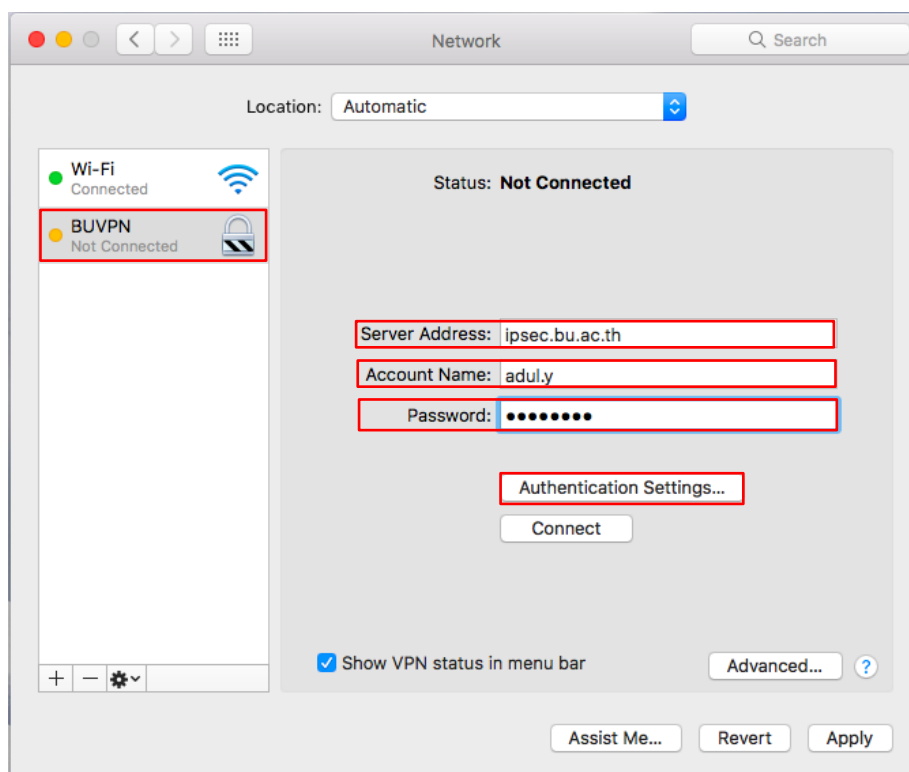 Network
Search
Location: Automatic
Wi-Fi
Connected
BUVPN
Not Connected
Status: Not Connected
Server Address: ipsec.bu.ac.th
Account Name: adul.y
Password: ••••••••
Authentication Settings...
Connect
Show VPN status in menu bar
Advanced... ?
+ −
Assist Me... Revert Apply